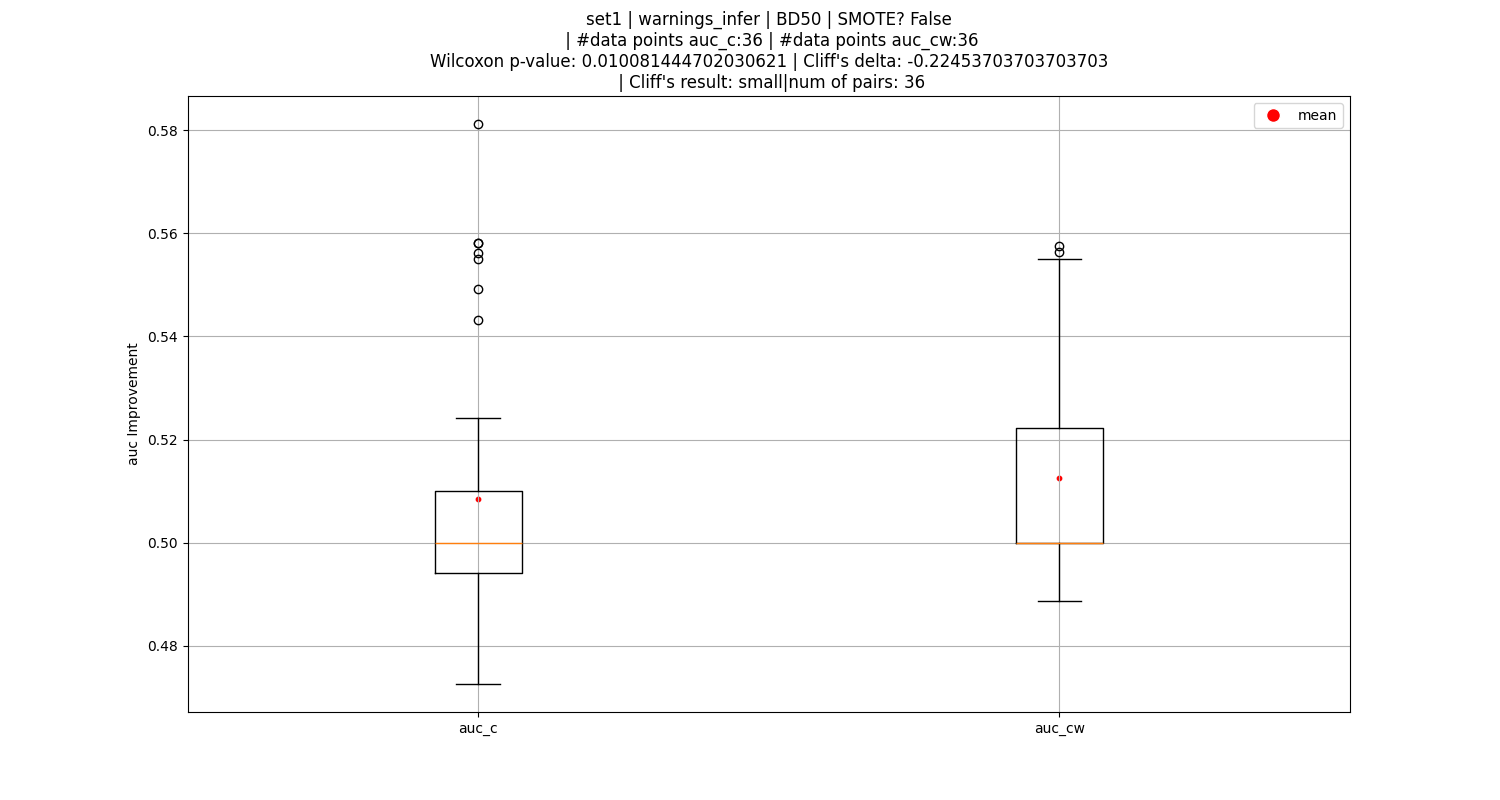 set1 | warnings_infer | BD50 | SMOTE? False
| #data points auc_c:36 | #data points auc_cw:36
Wilcoxon p-value: 0.010081444702030621 | Cliff's delta: -0.22453703703703703
| Cliff's result: small|num of pairs: 36
mean
0.58
0.56
0.54
0.52
0.50
0.48
auc Improvement
auc_c
auc_cw